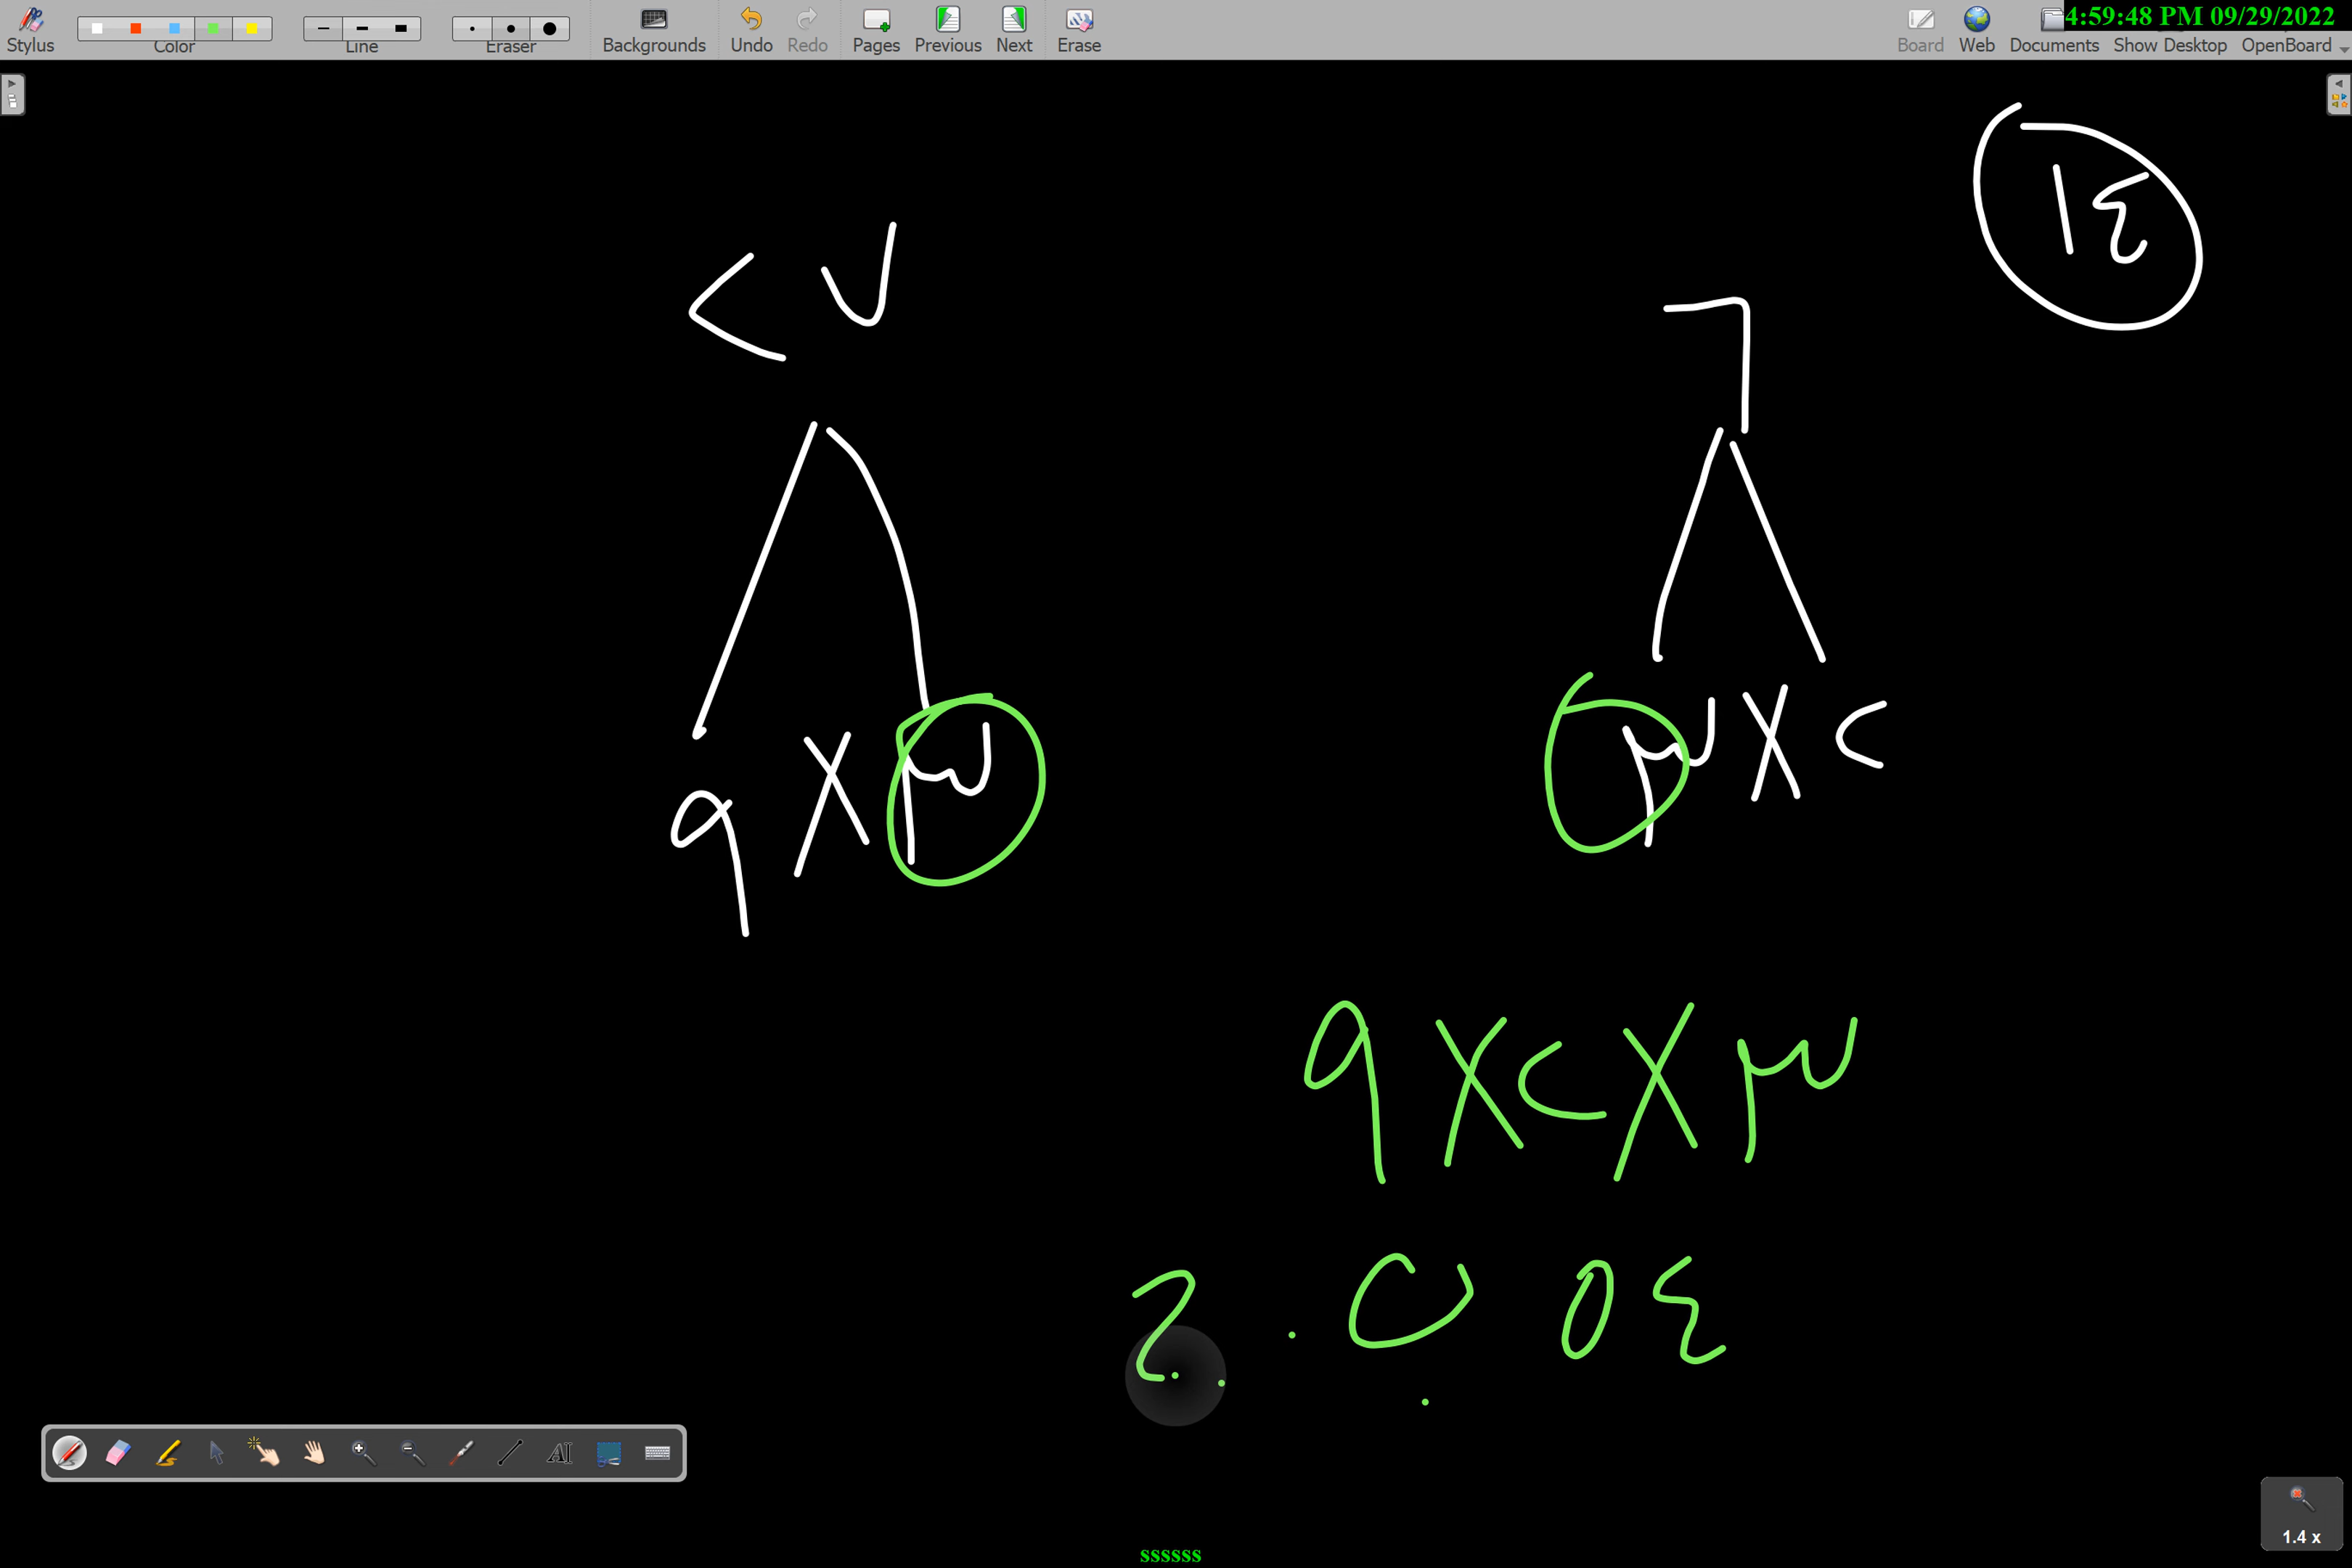 Stylus Color Line Eraser Backgrounds Undo Redo Pages Previous Next Erase Board Web Documents Show Desktop OpenBoard
4:59:48 PM 09/29/2022
١٤
٢٧
٦
٩ × ٣
٣ × ٢
٩ × ٢ × ٣
٥٤
1.4 x
ssssss